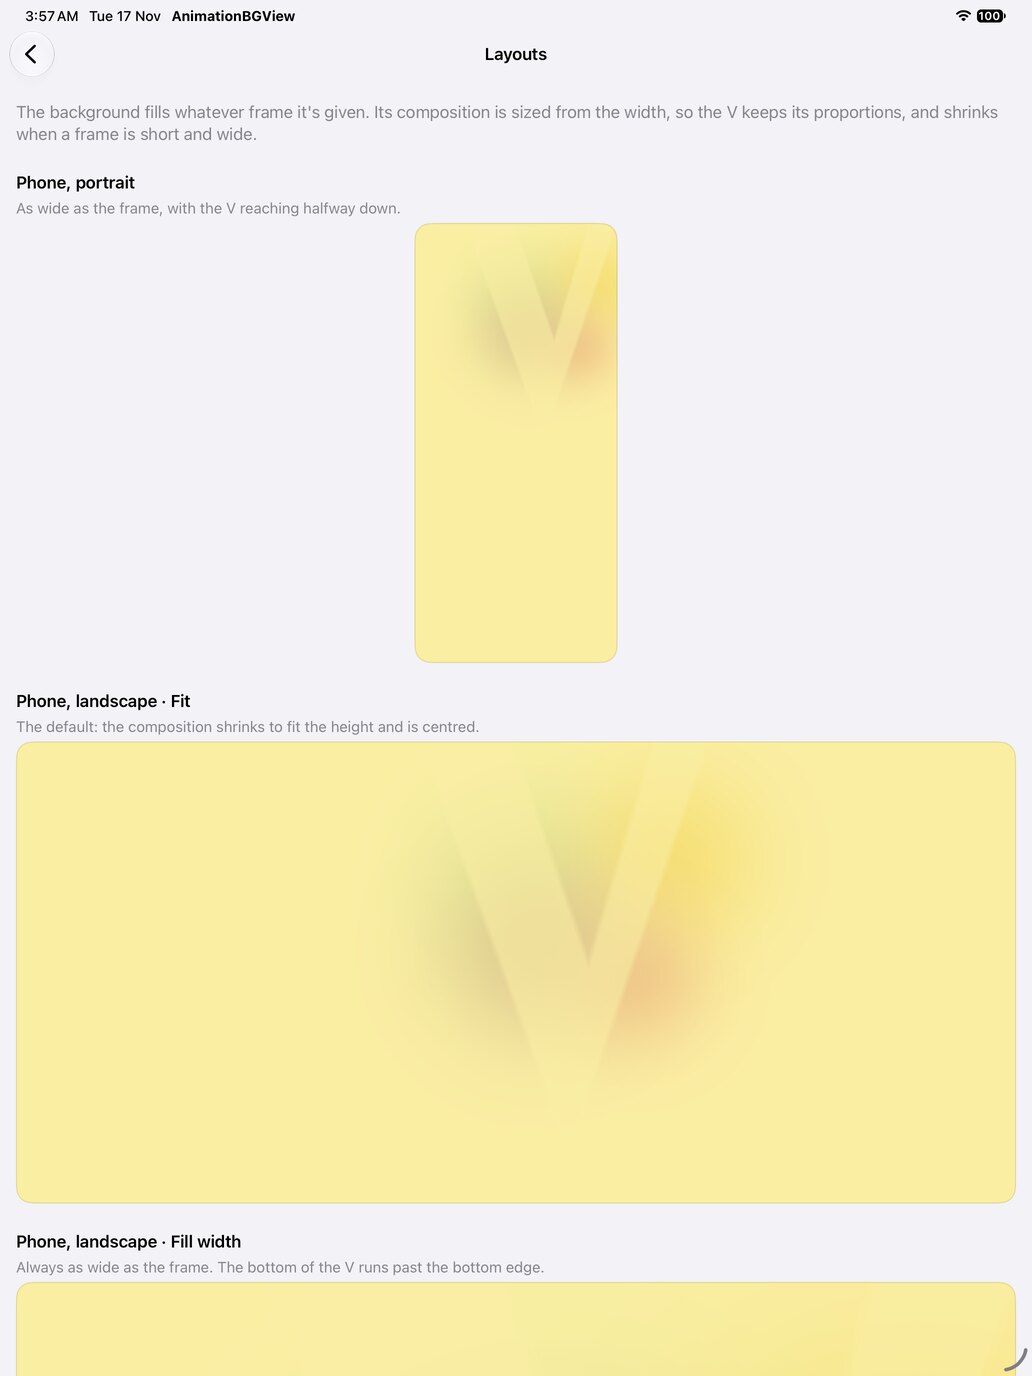 3:57 AM Tue 17 Nov AnimationBGView
100
Layouts
The background fills whatever frame it's given. Its composition is sized from the width, so the V keeps its proportions, and shrinks
when a frame is short and wide.
Phone, portrait
As wide as the frame, with the V reaching halfway down.
V
Phone, landscape · Fit
The default: the composition shrinks to fit the height and is centred.
V
Phone, landscape · Fill width
Always as wide as the frame. The bottom of the V runs past the bottom edge.